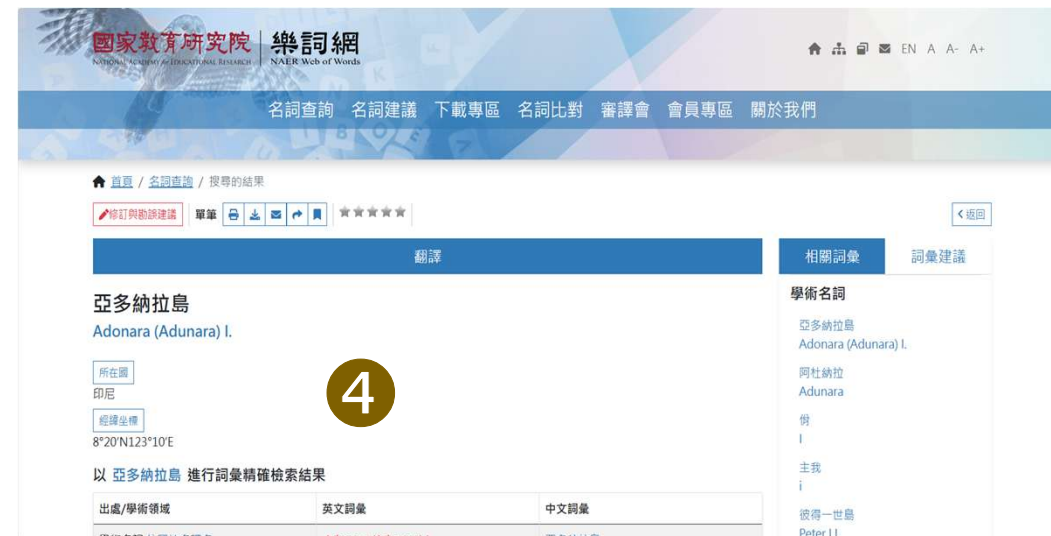 國家教育研究院 樂詞網
NATIONAL ACADEMY for EDUCATIONAL RESEARCH NAER Web of Words
EN A A- A+
名詞查詢 名詞建議 下載專區 名詞比對 審譯會 會員專區 關於我們
首頁 / 名詞查詢 / 搜尋的結果
修訂與勘誤建議 單筆
返回
翻譯
亞多納拉島
Adonara (Adunara) I.
所在國
印尼
經緯坐標
8°20'N123°10'E
4
以 亞多納拉島 進行詞彙精確檢索結果
出處/學術領域 英文詞彙 中文詞彙
相關詞彙 詞彙建議
學術名詞
亞多納拉島
Adonara (Adunara) I.
阿杜納拉
Adunara
I
主我
i
彼得一世島
Peter I I.